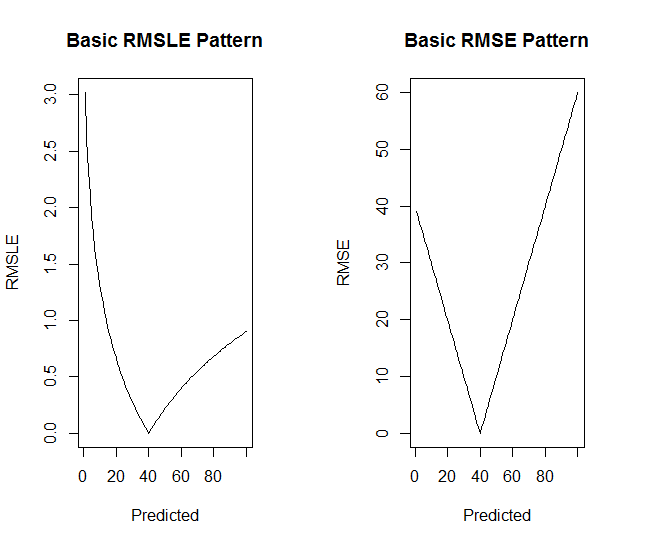 Basic RMSLE Pattern
RMSLE
3.0
2.5
2.0
1.5
1.0
0.5
0.0
0 20 40 60 80
Predicted
Basic RMSE Pattern
RMSE
60
50
40
30
20
10
0
0 20 40 60 80
Predicted